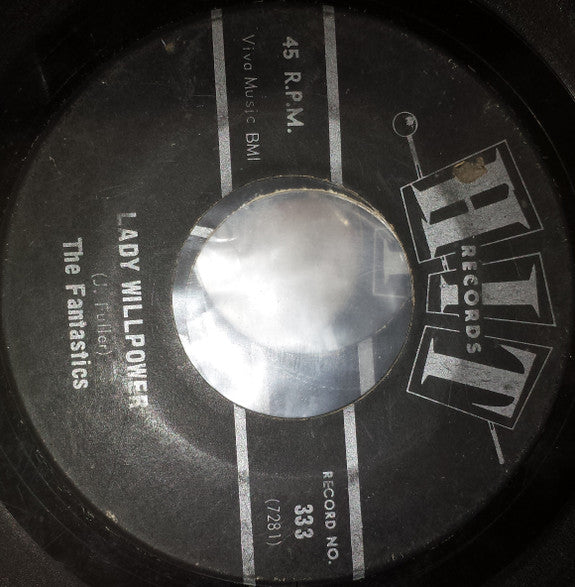 HIT
RECORDS
45 R.P.M.
Viva Music BMI
RECORD NO.
333
(7281)
LADY WILLPOWER
(J. Fuller)
The Fantastics